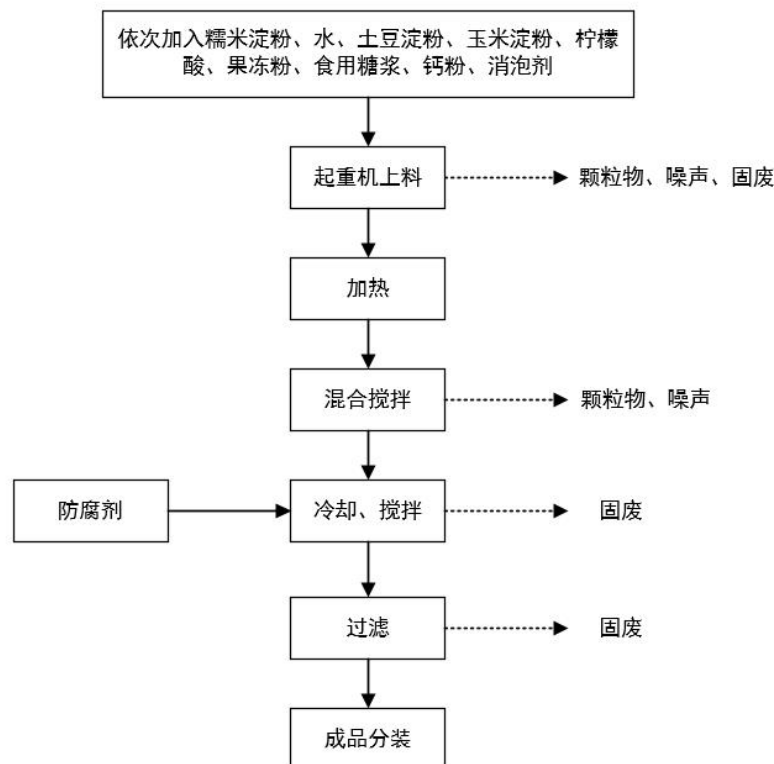 依次加入糯米淀粉、水、土豆淀粉、玉米淀粉、柠檬
酸、果冻粉、食用糖浆、钙粉、消泡剂
起重机上料
颗粒物、噪声、固废
加热
混合搅拌
颗粒物、噪声
防腐剂
冷却、搅拌
固废
过滤
固废
成品分装